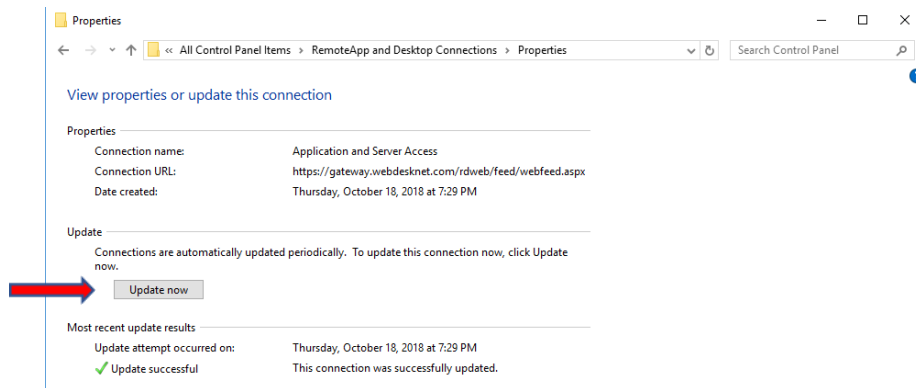 Properties
« All Control Panel Items > RemoteApp and Desktop Connections > Properties
Search Control Panel
View properties or update this connection
Properties
Connection name: Application and Server Access
Connection URL: https://gateway.webdesknet.com/rdweb/feed/webfeed.aspx
Date created: Thursday, October 18, 2018 at 7:29 PM
Update
Connections are automatically updated periodically. To update this connection now, click Update
now.
Update now
Most recent update results
Update attempt occurred on: Thursday, October 18, 2018 at 7:29 PM
Update successful This connection was successfully updated.